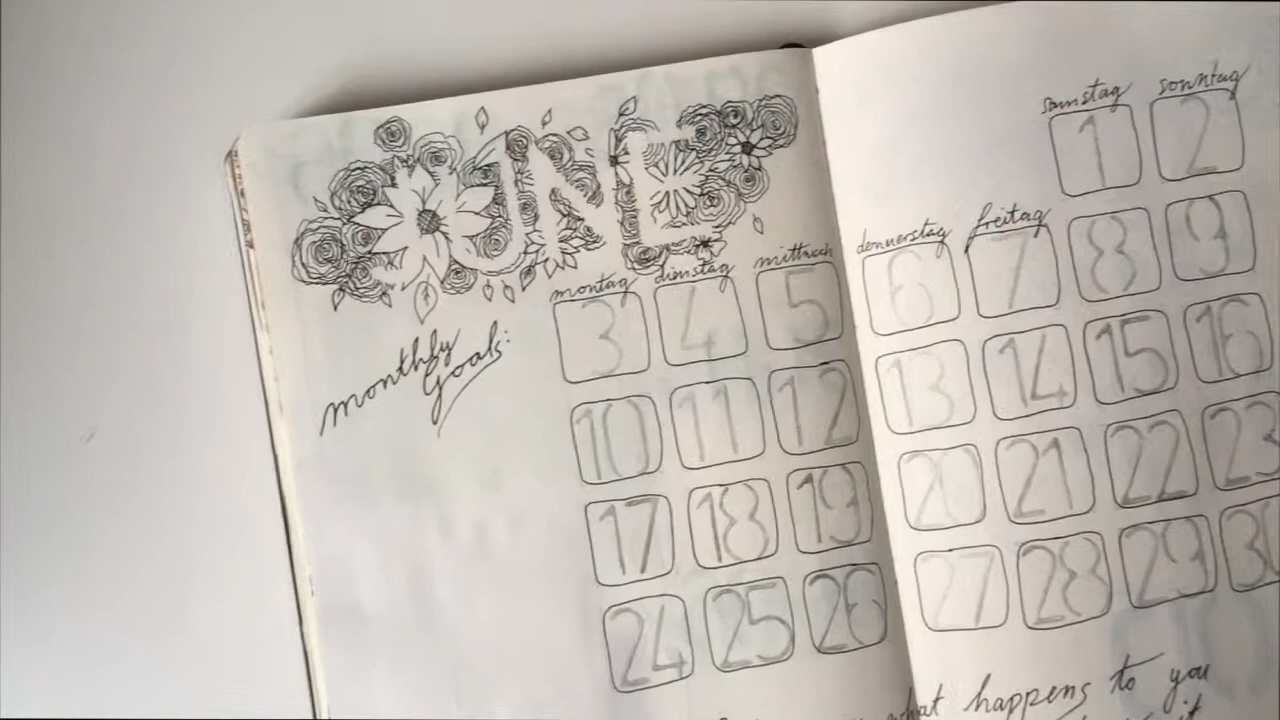 JUNE
samstag sonntag
1 2
montag dienstag mittwoch donnerstag freitag
3 4 5 6 7 8 9
monthly
Goals:
10 11 12 13 14 15 16
17 18 19 20 21 22 23
24 25 26 27 28 29 30
what happens to you
it